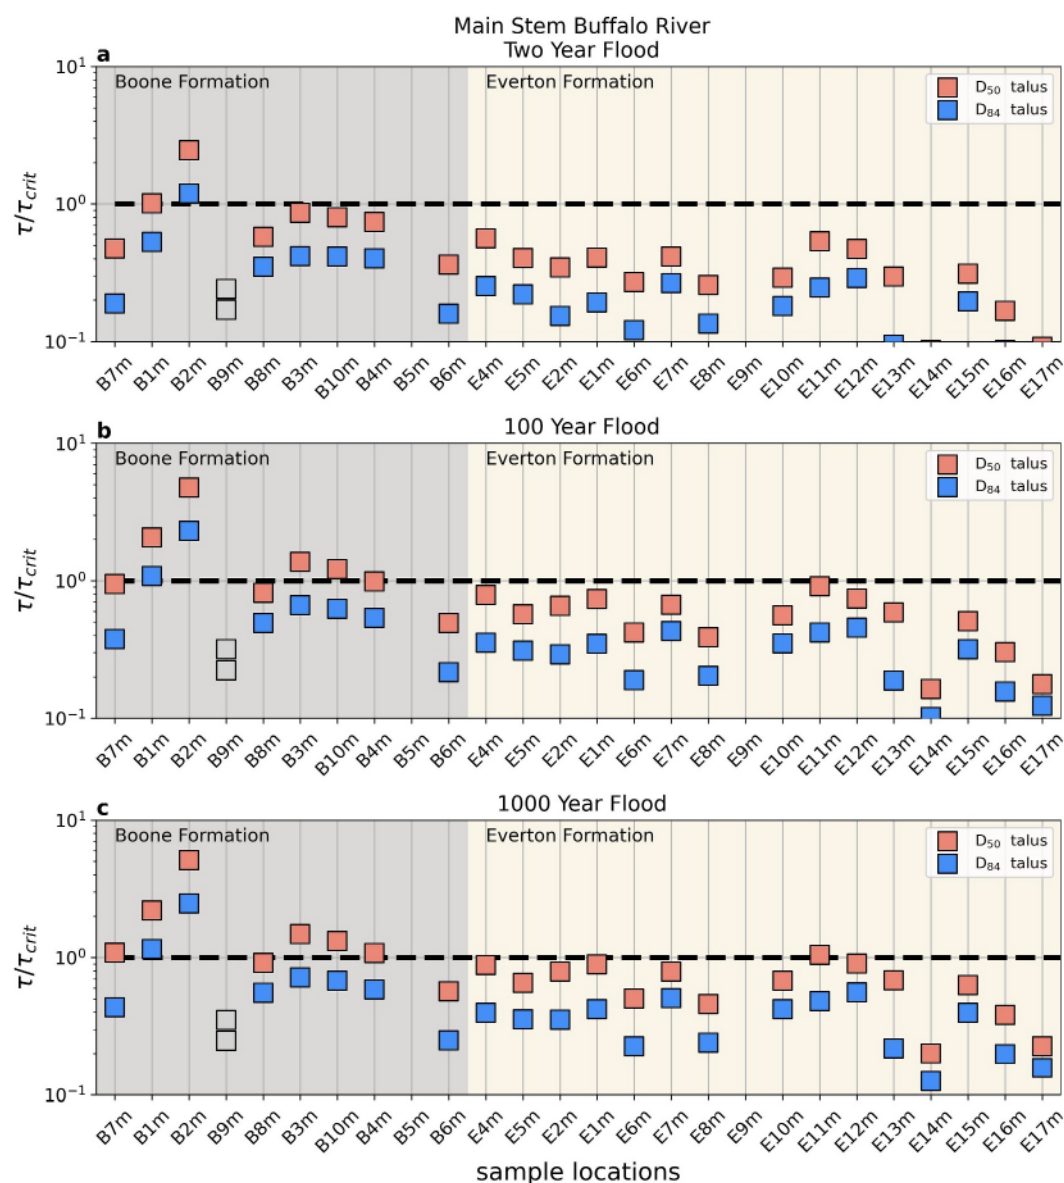 Main Stem Buffalo River
Two Year Flood
a
Boone Formation
Everton Formation
D₅₀ talus
D₈₄ talus
10¹
10⁰
10⁻¹
τ/τcrit
B7m B1m B2m B9m B8m B3m B10m B4m B5m B6m E4m E5m E2m E1m E6m E7m E8m E9m E10m E11m E12m E13m E14m E15m E16m E17m
100 Year Flood
b
Boone Formation
Everton Formation
D₅₀ talus
D₈₄ talus
10¹
10⁰
10⁻¹
τ/τcrit
B7m B1m B2m B9m B8m B3m B10m B4m B5m B6m E4m E5m E2m E1m E6m E7m E8m E9m E10m E11m E12m E13m E14m E15m E16m E17m
1000 Year Flood
c
Boone Formation
Everton Formation
D₅₀ talus
D₈₄ talus
10¹
10⁰
10⁻¹
τ/τcrit
B7m B1m B2m B9m B8m B3m B10m B4m B5m B6m E4m E5m E2m E1m E6m E7m E8m E9m E10m E11m E12m E13m E14m E15m E16m E17m
sample locations